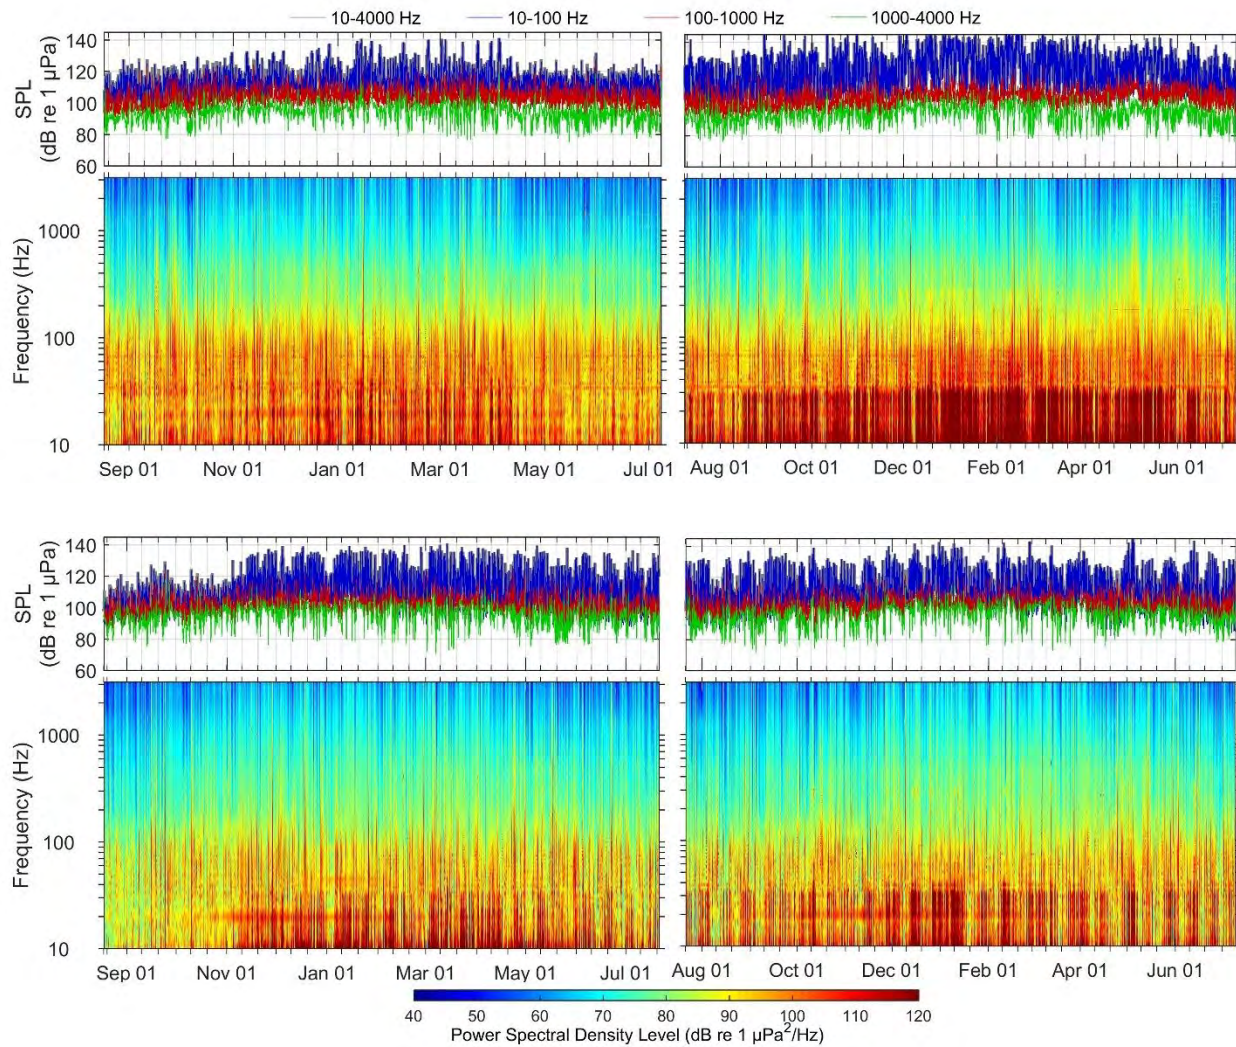 10-4000 Hz 10-100 Hz 100-1000 Hz 1000-4000 Hz
SPL
(dB re 1 µPa)
140
120
100
80
60
Frequency (Hz)
1000
100
10
Sep 01 Nov 01 Jan 01 Mar 01 May 01 Jul 01
Aug 01 Oct 01 Dec 01 Feb 01 Apr 01 Jun 01
SPL
(dB re 1 µPa)
140
120
100
80
60
Frequency (Hz)
1000
100
10
Sep 01 Nov 01 Jan 01 Mar 01 May 01 Jul 01
Aug 01 Oct 01 Dec 01 Feb 01 Apr 01 Jun 01
40 50 60 70 80 90 100 110 120
Power Spectral Density Level (dB re 1 µPa²/Hz)